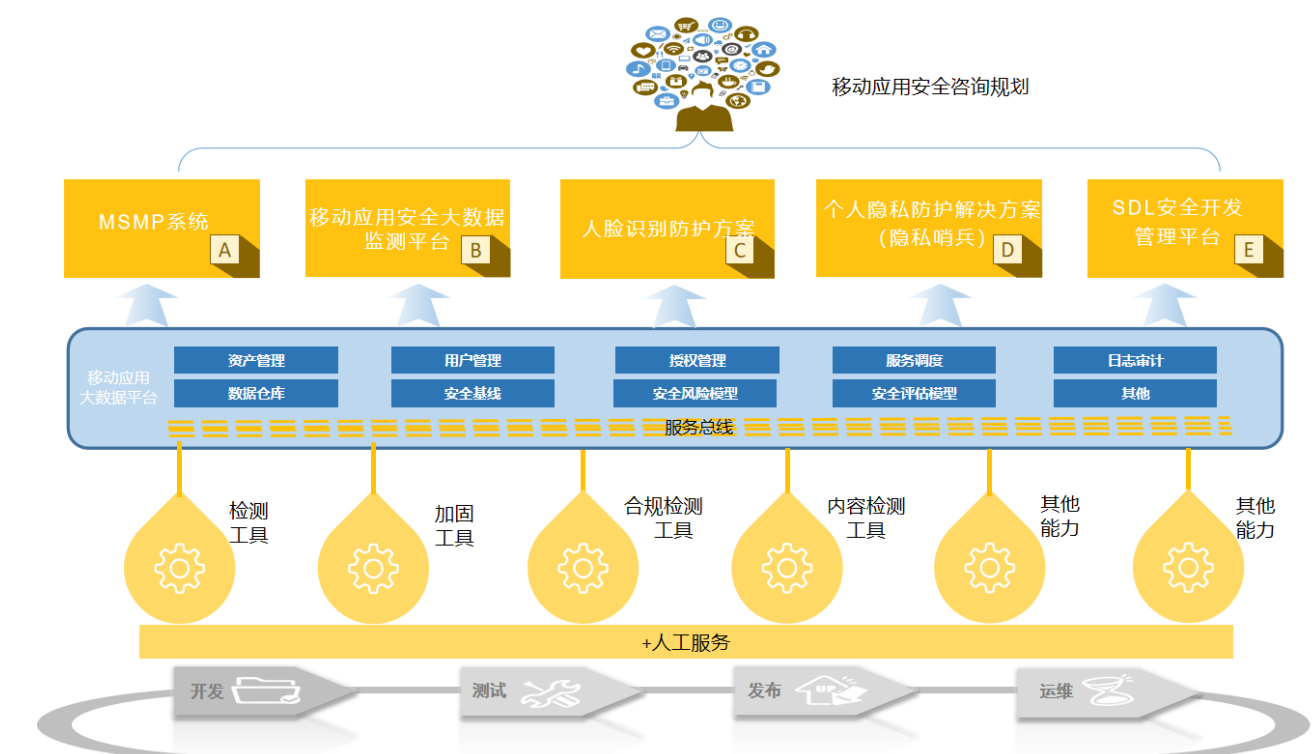 移动应用安全咨询规划
MSMP系统
A
移动应用安全大数据
监测平台
B
人脸识别防护方案
C
个人隐私防护解决方案
（隐私哨兵）
D
SDL安全开发
管理平台
E
移动应用
大数据平台
资产管理
用户管理
授权管理
服务调度
日志审计
数据仓库
安全基线
安全风险模型
安全评估模型
其他
服务总线
检测
工具
加固
工具
合规检测
工具
内容检测
工具
其他
能力
其他
能力
+人工服务
开发
测试
发布
UP
运维